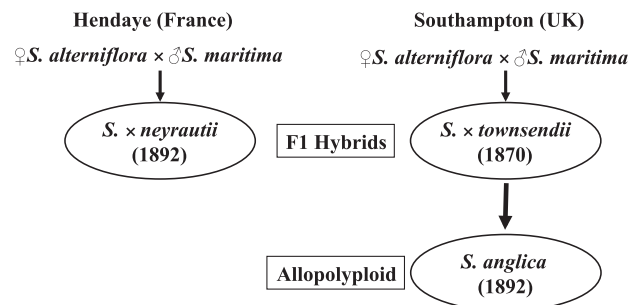 Hendaye (France)
♀S. alterniflora × ♂S. maritima
S. × neyrautii
(1892)
Southampton (UK)
♀S. alterniflora × ♂S. maritima
F1 Hybrids
S. × townsendii
(1870)
Allopolyploid
S. anglica
(1892)